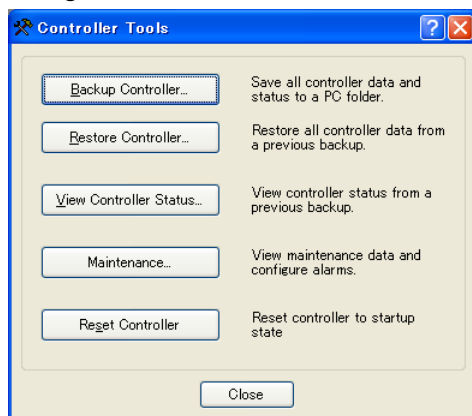 Controller Tools
Backup Controller...
Save all controller data and
status to a PC folder.
Restore Controller...
Restore all controller data from
a previous backup.
View Controller Status...
View controller status from a
previous backup.
Maintenance...
View maintenance data and
configure alarms.
Reset Controller
Reset controller to startup
state
Close